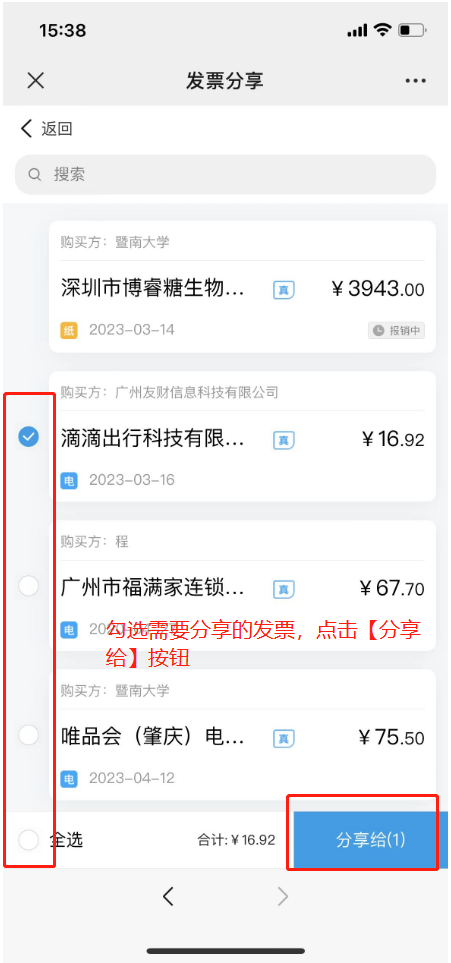 15:38
发票分享
返回
搜索
购买方：暨南大学
深圳市博睿糖生物... 真 ￥3943.00
纸 2023-03-14 报销中
购买方：广州友财信息科技有限公司
滴滴出行科技有限... 真 ￥16.92
电 2023-03-16
购买方：程
广州市福满家连锁... 真 ￥67.70
电
勾选需要分享的发票，点击【分享
给】按钮
购买方：暨南大学
唯品会（肇庆）电... 真 ￥75.50
电 2023-04-12
全选 合计:￥16.92 分享给(1)